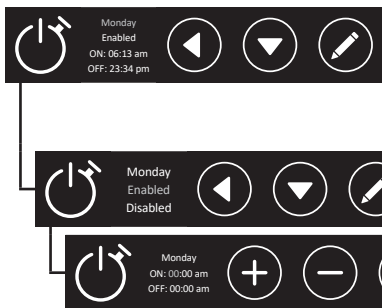 Monday
Enabled
ON: 06:13 am
OFF: 23:34 pm
Monday
Enabled
Disabled
Monday
ON: 00:00 am
OFF: 00:00 am